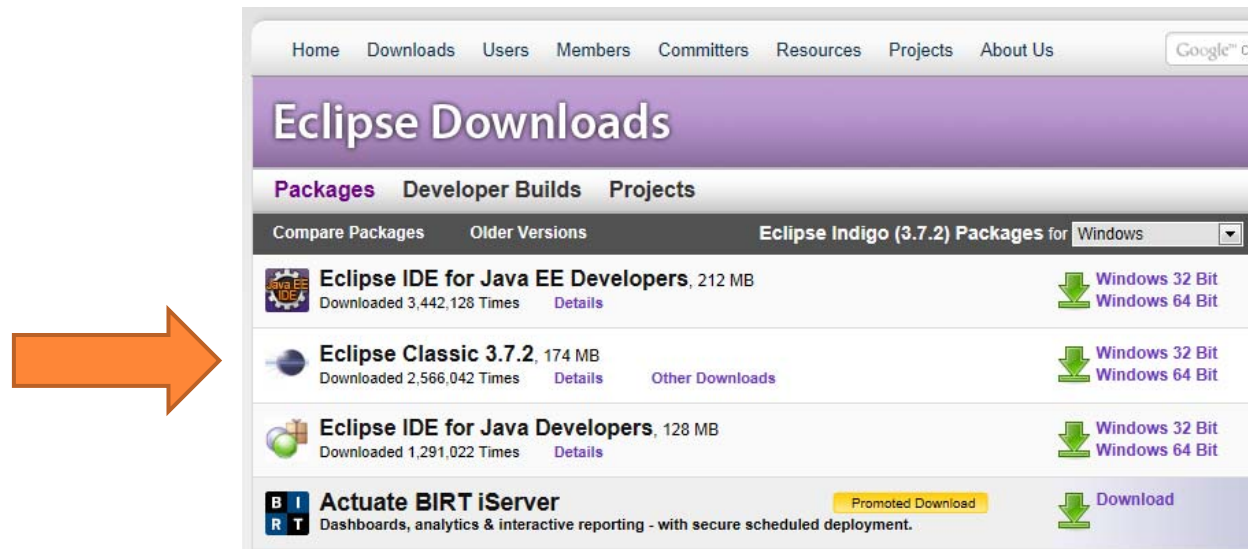 Home Downloads Users Members Committers Resources Projects About Us Google™
Eclipse Downloads
Packages Developer Builds Projects
Compare Packages Older Versions Eclipse Indigo (3.7.2) Packages for Windows
Java EE
IDE
Eclipse IDE for Java EE Developers, 212 MB
Downloaded 3,442,128 Times Details
Windows 32 Bit
Windows 64 Bit
Eclipse Classic 3.7.2, 174 MB
Downloaded 2,566,042 Times Details Other Downloads
Windows 32 Bit
Windows 64 Bit
Eclipse IDE for Java Developers, 128 MB
Downloaded 1,291,022 Times Details
Windows 32 Bit
Windows 64 Bit
B I
R T
Actuate BIRT iServer Promoted Download Download
Dashboards, analytics & interactive reporting - with secure scheduled deployment.